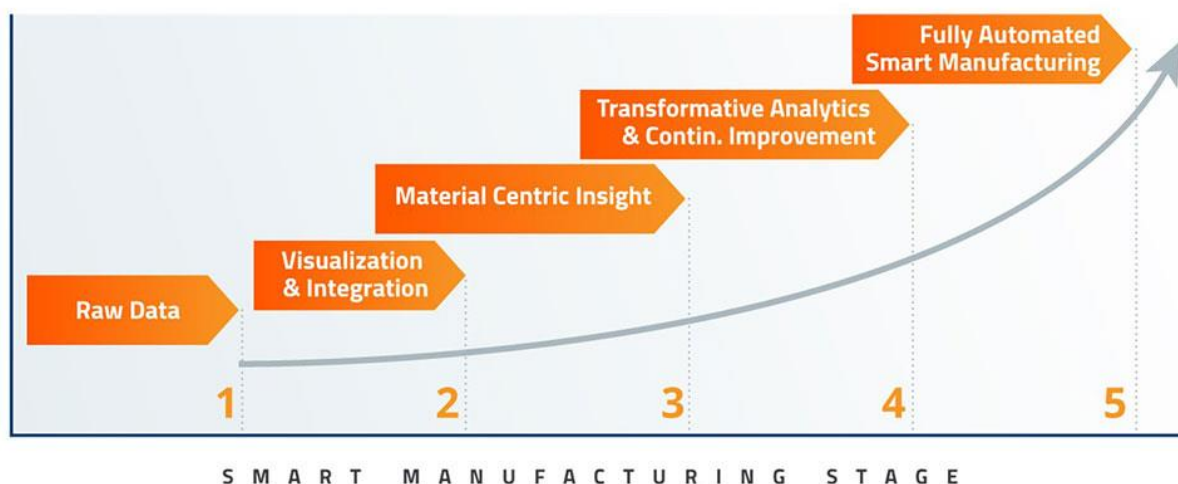 Fully Automated
Smart Manufacturing
Transformative Analytics
& Contin. Improvement
Material Centric Insight
Visualization
& Integration
Raw Data
1 2 3 4 5
SMART MANUFACTURING STAGE